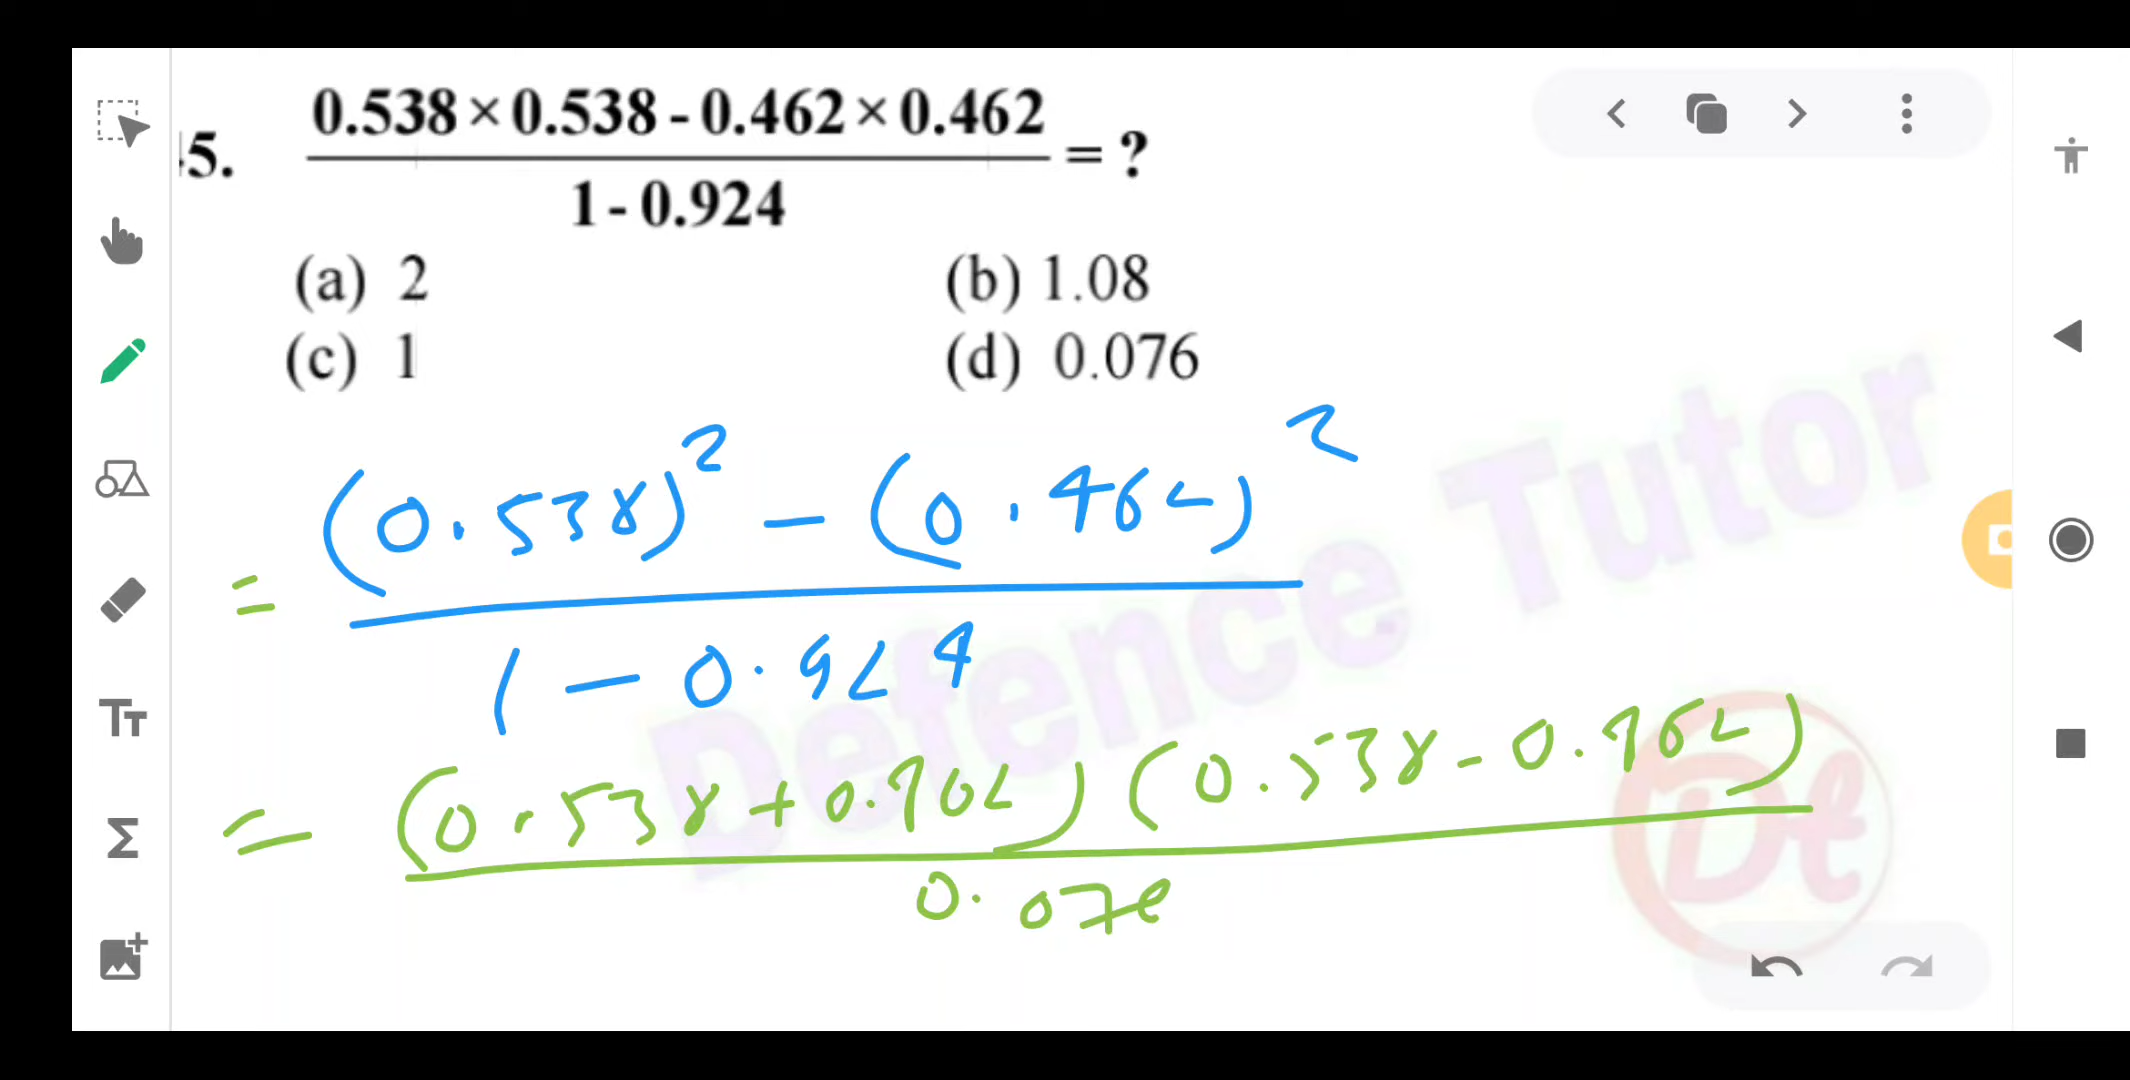 5. 0.538 × 0.538 - 0.462 × 0.462 = ?
1 - 0.924
(a) 2 (b) 1.08
(c) 1 (d) 0.076
= (0.538)² – (0.462)²
1 – 0.924
= (0.538+0.462) (0.538-0.462)
0.076
Defence Tutor
Dt
Tт
Σ